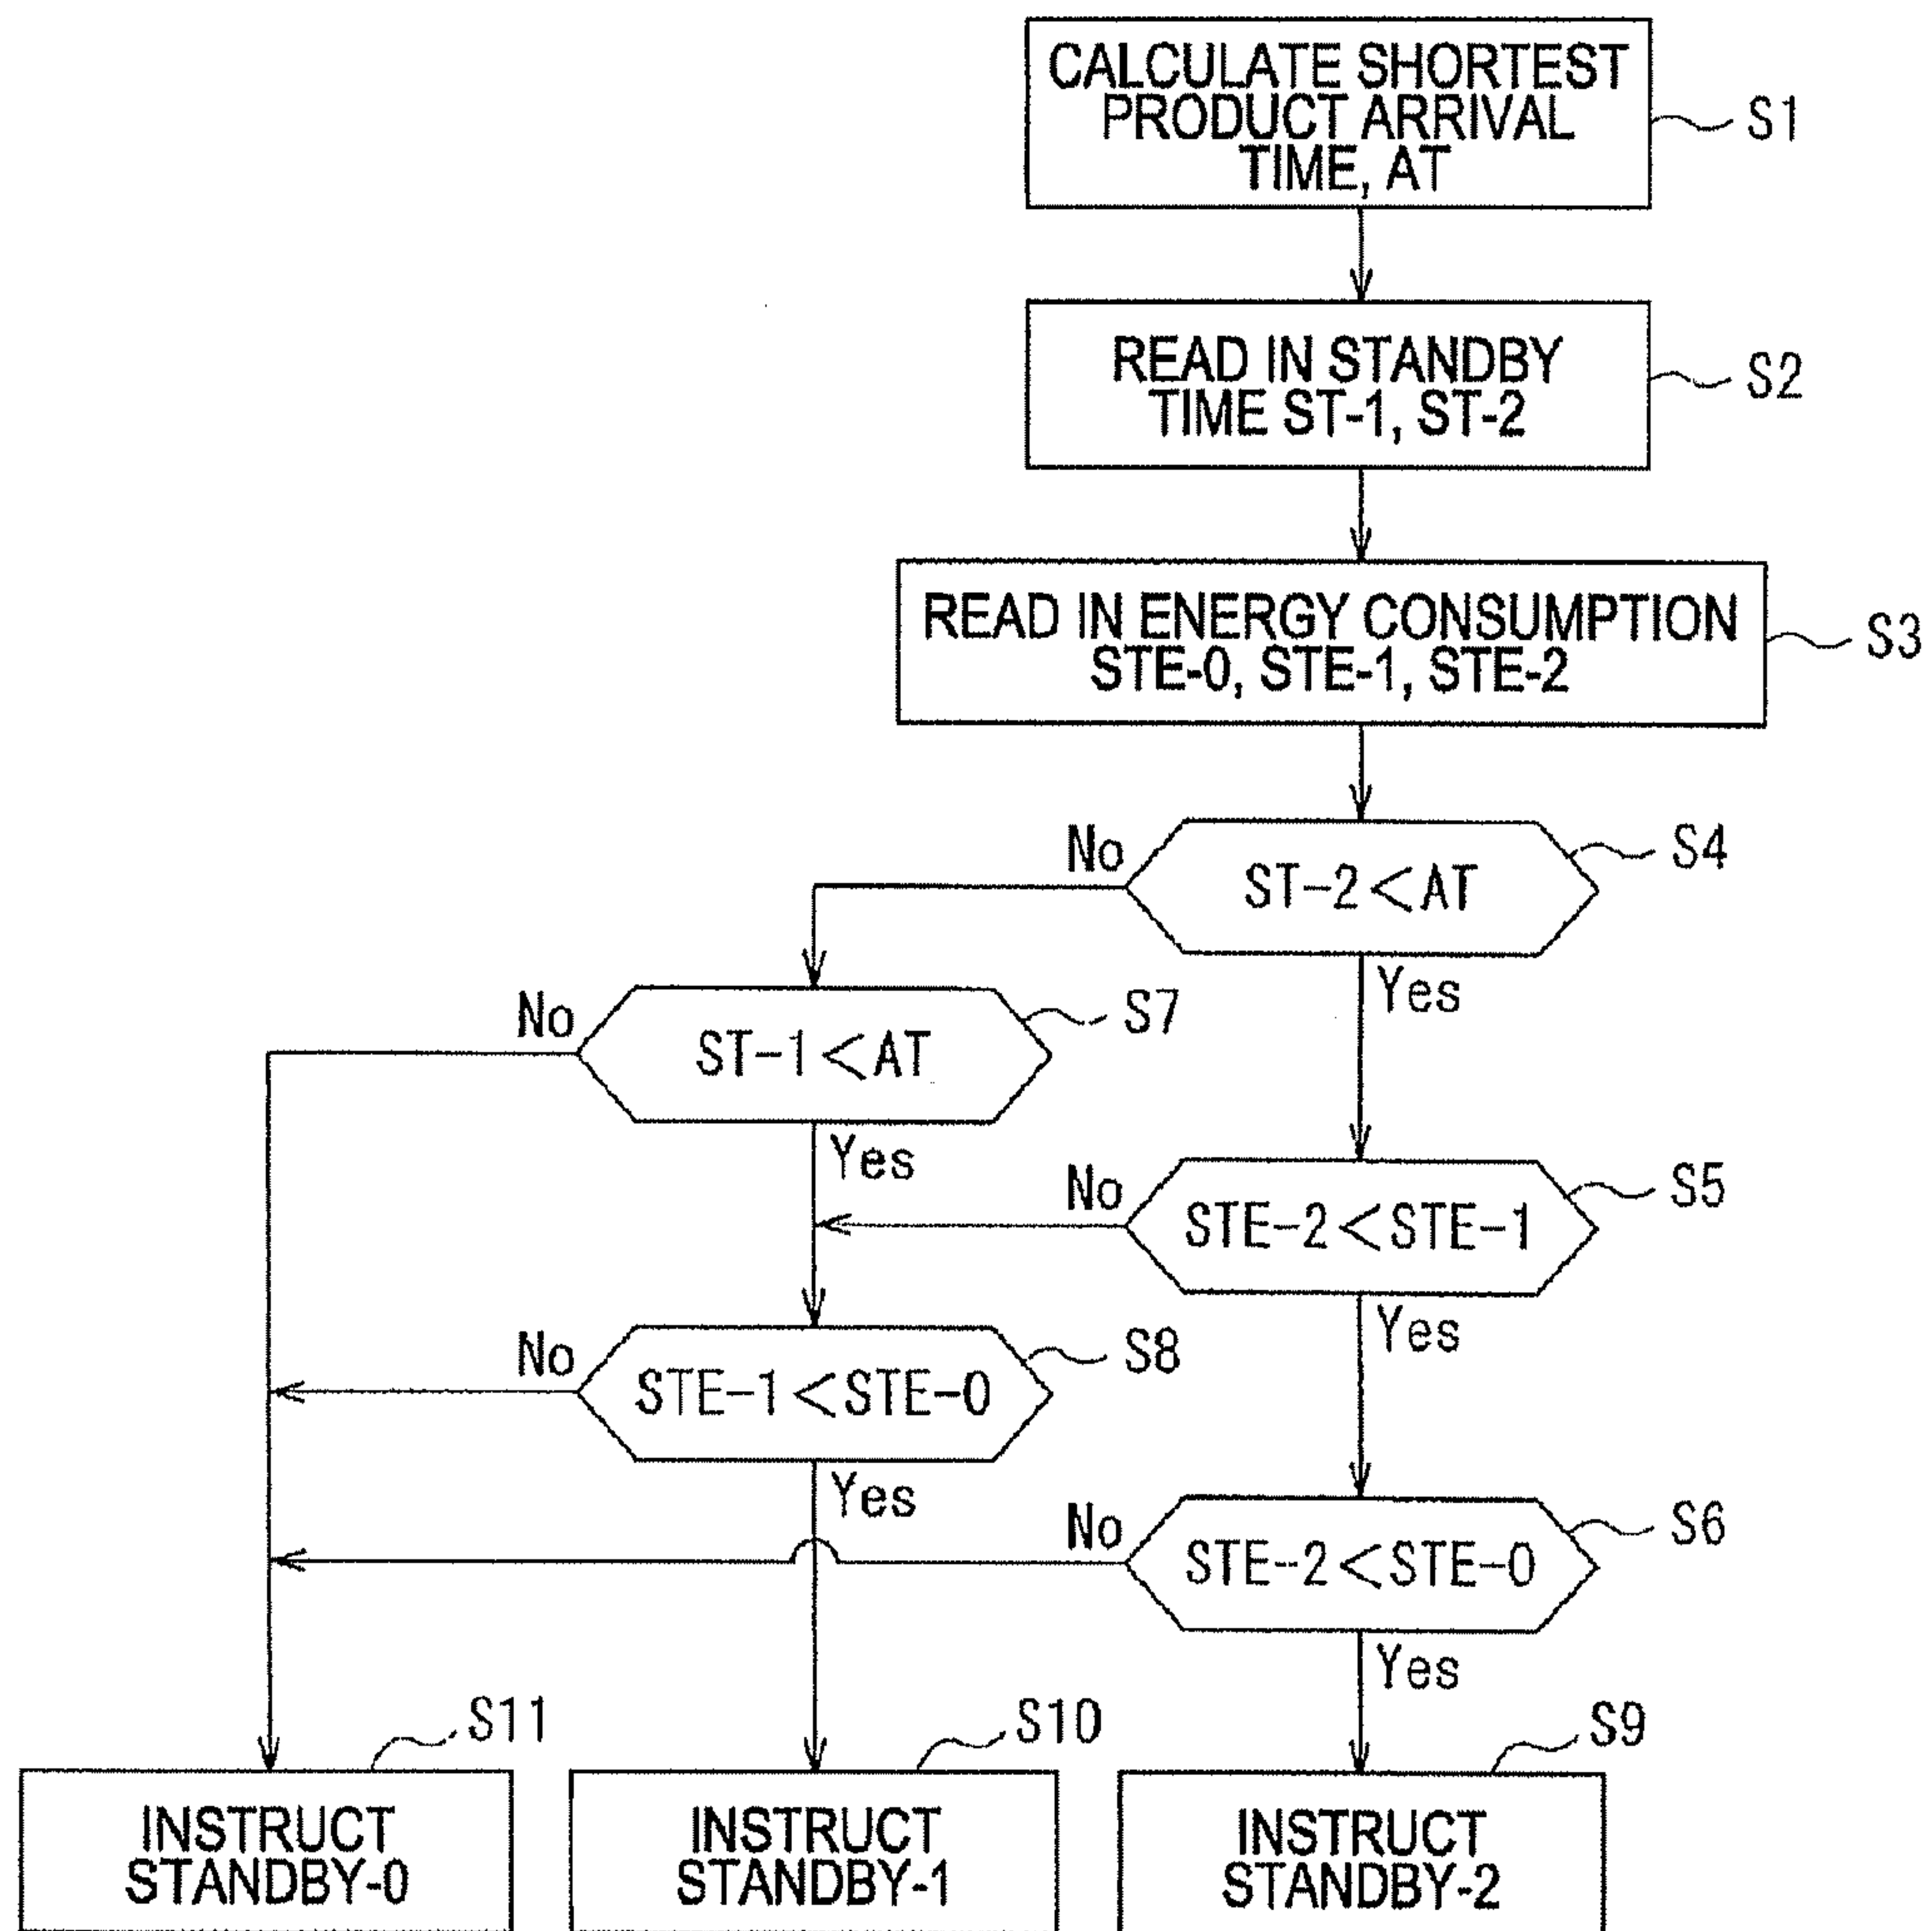 CALCULATE SHORTEST
PRODUCT ARRIVAL
TIME, AT
S1
READ IN STANDBY
TIME ST-1, ST-2
S2
READ IN ENERGY CONSUMPTION
STE-0, STE-1, STE-2
S3
No
ST-2<AT
S4
Yes
No
ST-1<AT
S7
Yes
No
STE-2<STE-1
S5
Yes
No
STE-1<STE-0
S8
Yes
No
STE-2<STE-0
S6
Yes
S11
S10
S9
INSTRUCT
STANDBY-0
INSTRUCT
STANDBY-1
INSTRUCT
STANDBY-2